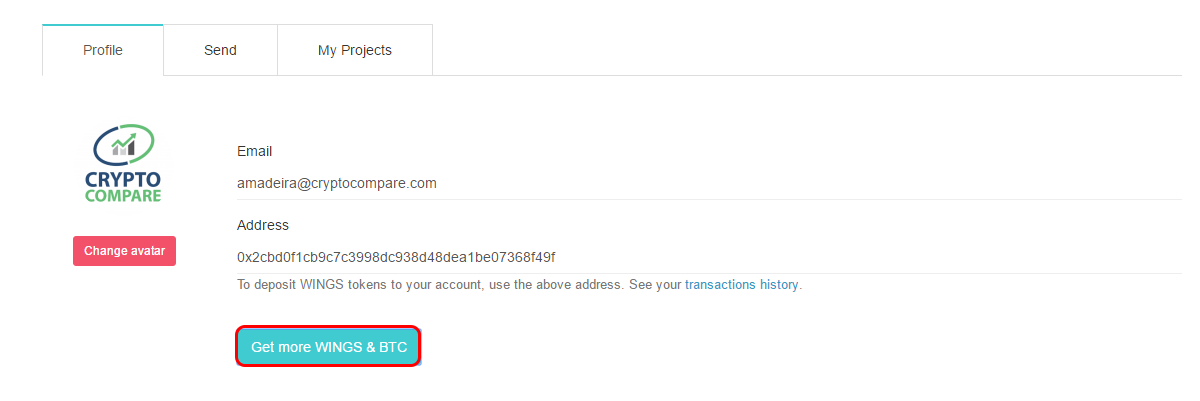 Profile Send My Projects
CRYPTO
COMPARE
Change avatar
Email
amadeira@cryptocompare.com
Address
0x2cbd0f1cb9c7c3998dc938d48dea1be07368f49f
To deposit WINGS tokens to your account, use the above address. See your transactions history.
Get more WINGS & BTC